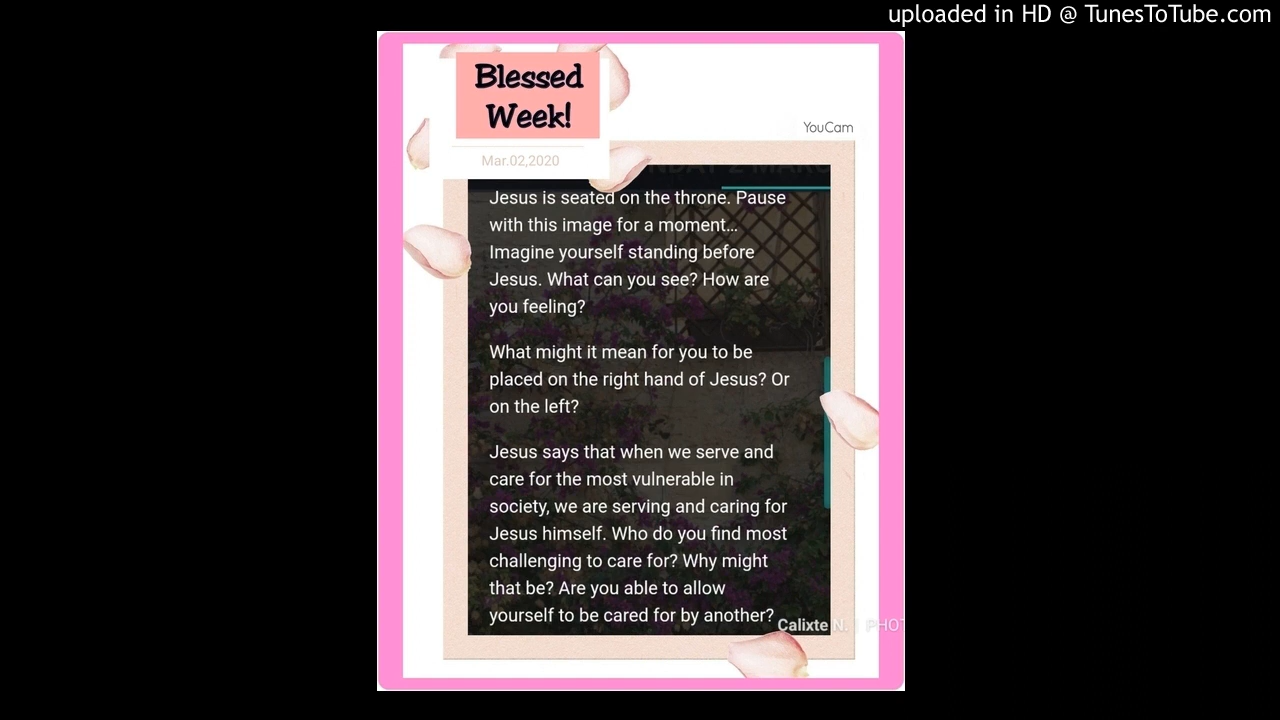 uploaded in HD @ TunesToTube.com
Blessed
Week!
YouCam
Mar.02,2020
Jesus is seated on the throne. Pause
with this image for a moment…
Imagine yourself standing before
Jesus. What can you see? How are
you feeling?
What might it mean for you to be
placed on the right hand of Jesus? Or
on the left?
Jesus says that when we serve and
care for the most vulnerable in
society, we are serving and caring for
Jesus himself. Who do you find most
challenging to care for? Why might
that be? Are you able to allow
yourself to be cared for by another?
Calixte N. | PHOT